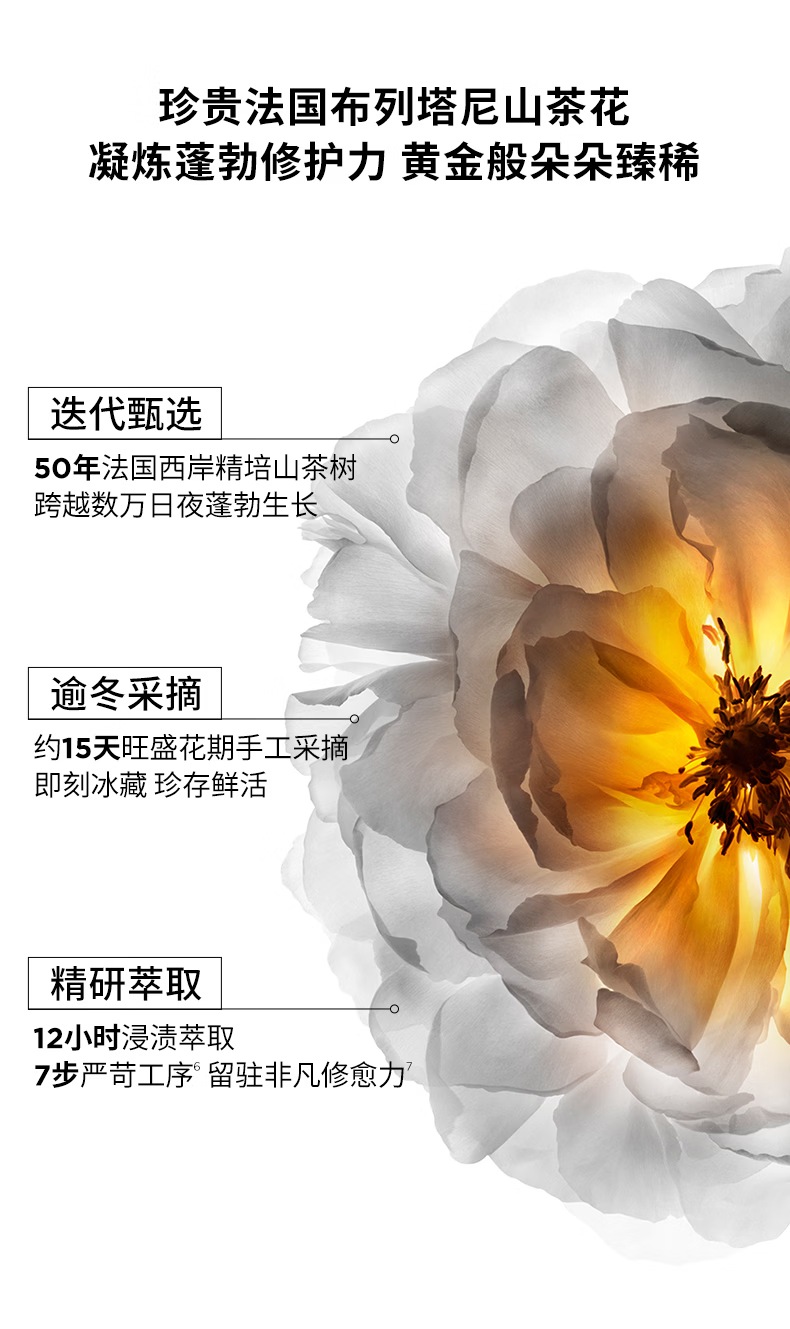 珍贵法国布列塔尼山茶花
凝炼蓬勃修护力 黄金般朵朵臻稀
迭代甄选
50年法国西岸精培山茶树
跨越数万日夜蓬勃生长
逾冬采摘
约15天旺盛花期手工采摘
即刻冰藏 珍存鲜活
精研萃取
12小时浸渍萃取
7步严苛工序6 留驻非凡修愈力7